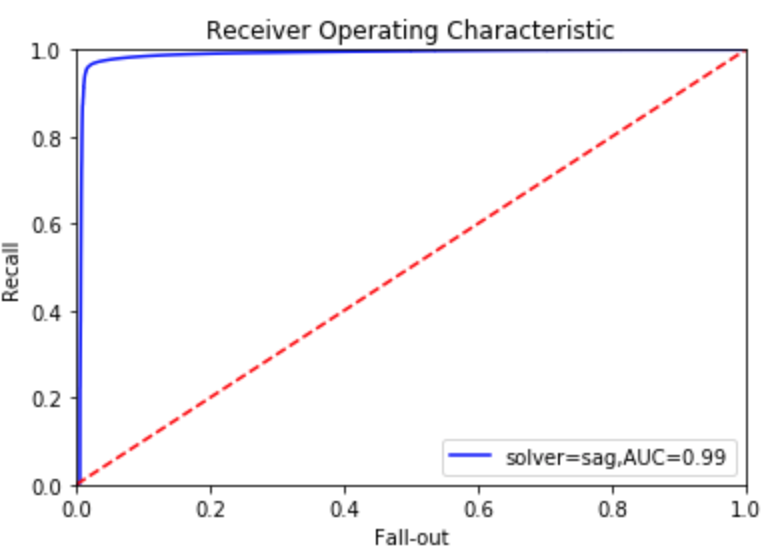 Receiver Operating Characteristic
1.0
0.8
0.6
0.4
0.2
0.0
Recall
solver=sag,AUC=0.99
0.0 0.2 0.4 0.6 0.8 1.0
Fall-out